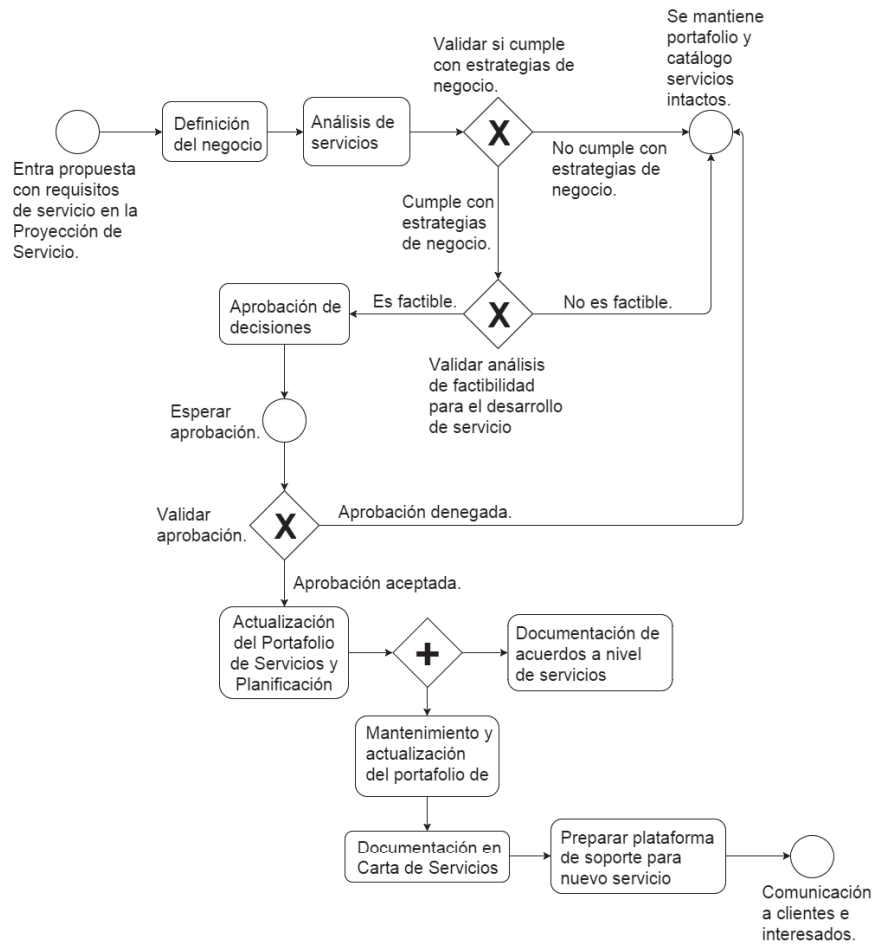 Validar si cumple
con estrategias de
negocio.
Se mantiene
portafolio y
catálogo
servicios
intactos.
Definición
del negocio
Análisis de
servicios
X
Entra propuesta
con requisitos
de servicio en la
Proyección de
Servicio.
No cumple con
estrategias de
negocio.
Cumple con
estrategias
de negocio.
Aprobación de
decisiones
Es factible.
X
No es factible.
Validar análisis
de factibilidad
para el desarrollo
de servicio
Esperar
aprobación.
Validar
aprobación.
X
Aprobación denegada.
Aprobación aceptada.
Actualización
del Portafolio
de Servicios y
Planificación
+
Documentación de
acuerdos a nivel
de servicios
Mantenimiento y
actualización
del portafolio de
Documentación en
Carta de Servicios
Preparar plataforma
de soporte para
nuevo servicio
Comunicación
a clientes e
interesados.